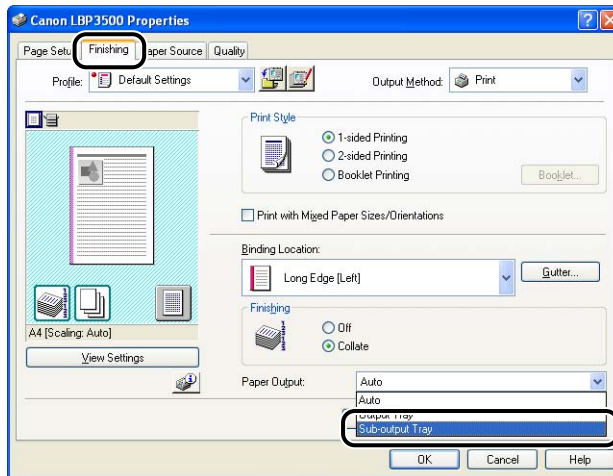 Canon LBP3500 Properties
Page Setu Finishing aper Source Quality
Profile: Default Settings Output Method: Print
Print Style
1-sided Printing
2-sided Printing
Booklet Printing Booklet...
Print with Mixed Paper Sizes/Orientations
Binding Location:
Long Edge [Left] Gutter...
Finishing
Off
Collate
A4 [Scaling: Auto]
View Settings
Paper Output: Auto
Auto
Output Tray
Sub-output Tray
OK Cancel Help